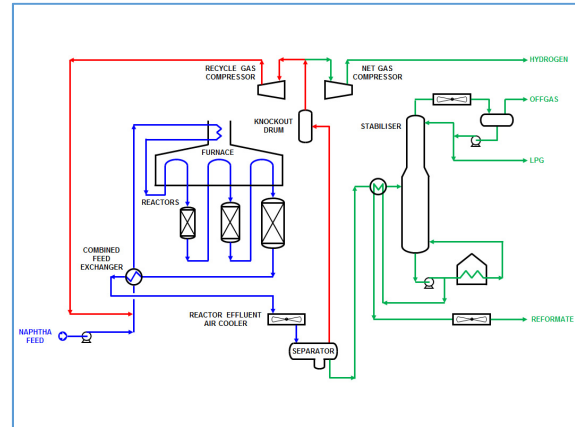 RECYCLE GAS
COMPRESSOR
NET GAS
COMPRESSOR
HYDROGEN
OFFGAS
KNOCKOUT
DRUM
STABILISER
FURNACE
LPG
REACTORS
COMBINED
FEED
EXCHANGER
REACTOR EFFLUENT
AIR COOLER
NAPHTHA
FEED
SEPARATOR
REFORMATE